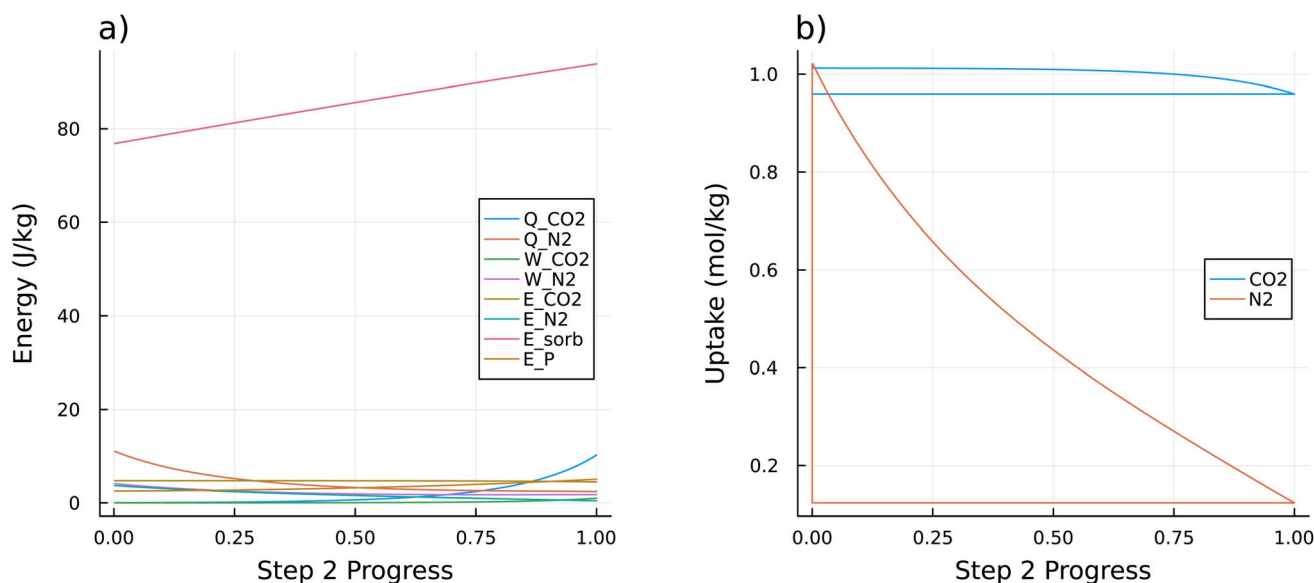 a)
Energy (J/kg)
80
60
40
20
0
0.00 0.25 0.50 0.75 1.00
Step 2 Progress
Q_CO2
Q_N2
W_CO2
W_N2
E_CO2
E_N2
E_sorb
E_P
b)
Uptake (mol/kg)
1.0
0.8
0.6
0.4
0.2
0.00 0.25 0.50 0.75 1.00
Step 2 Progress
CO2
N2